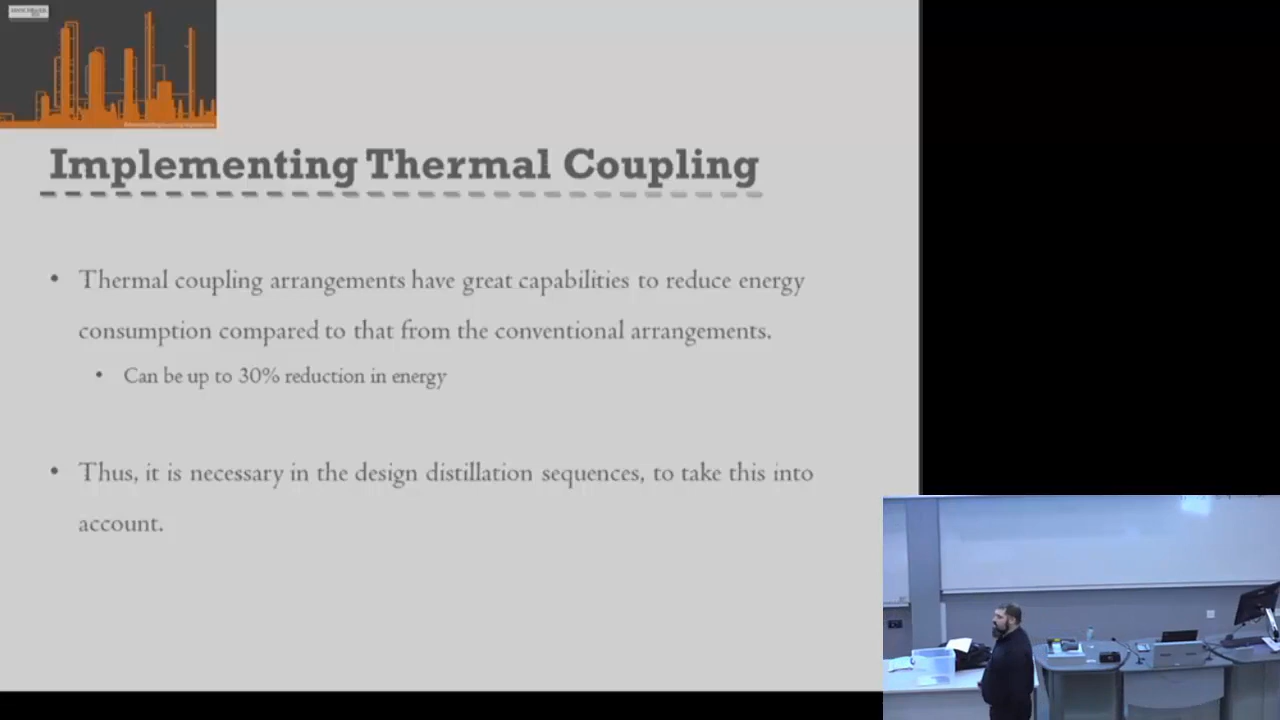 Implementing Thermal Coupling
• Thermal coupling arrangements have great capabilities to reduce energy
consumption compared to that from the conventional arrangements.
• Can be up to 30% reduction in energy
• Thus, it is necessary in the design distillation sequences, to take this into
account.